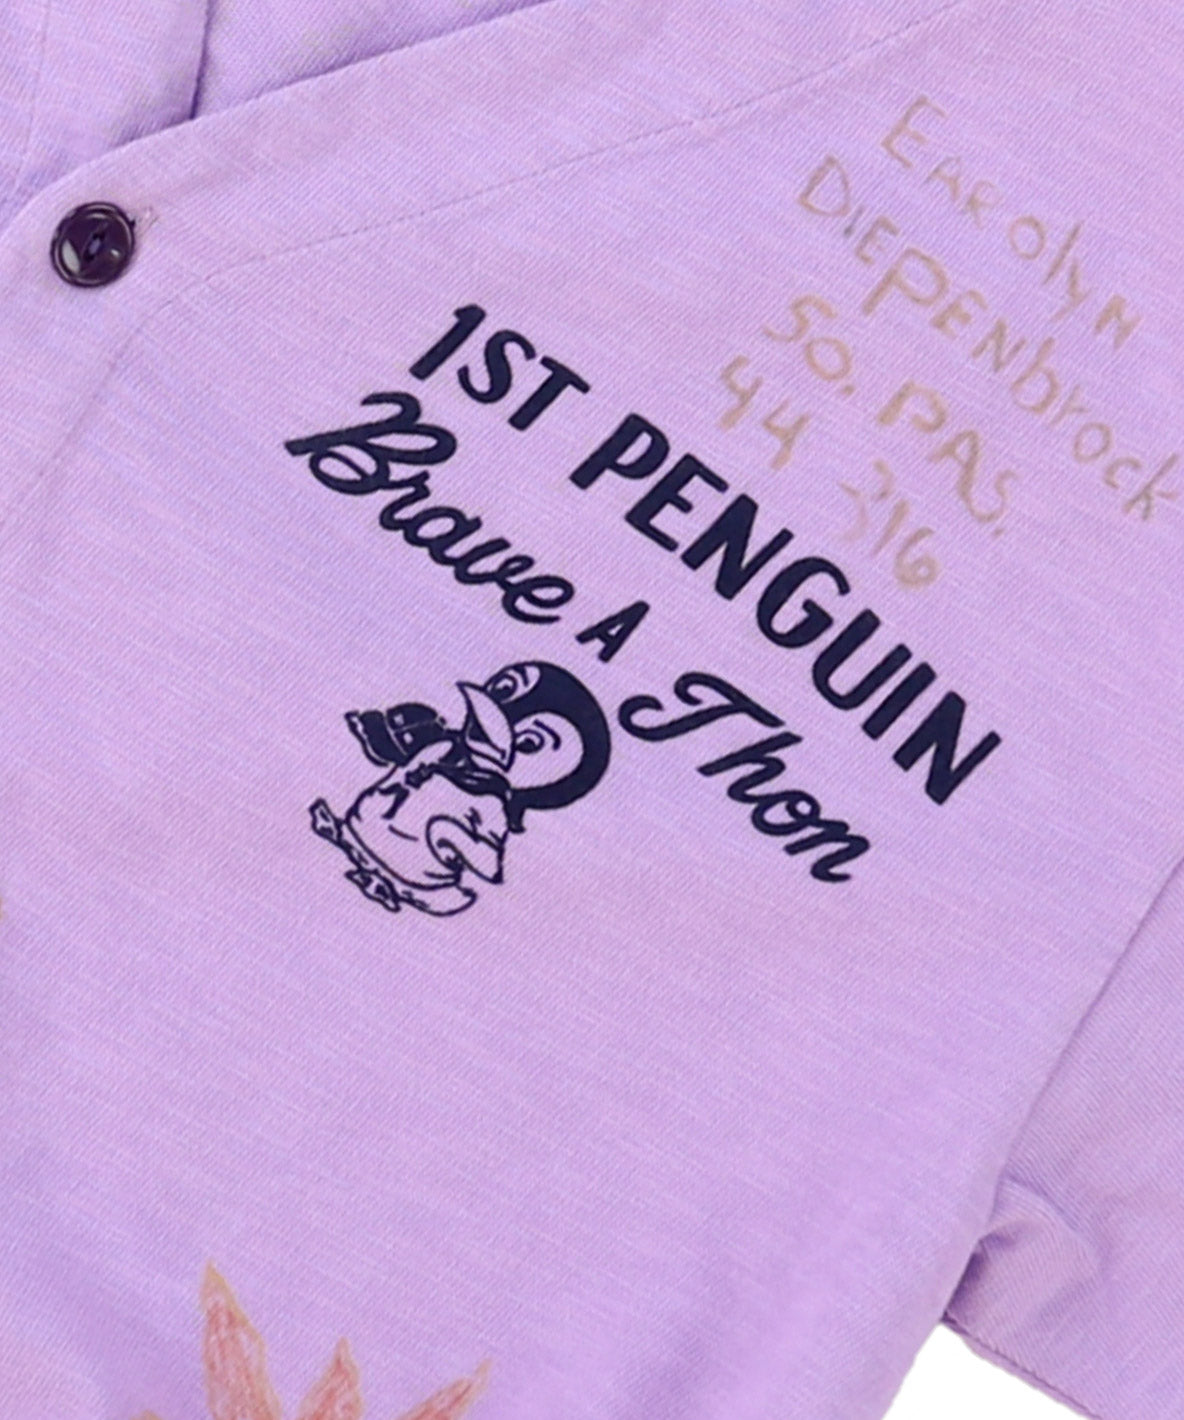 EAROlyN
DIEPENbrock
SO. PAS.
44 316
1ST PENGUIN
Brave A Thon